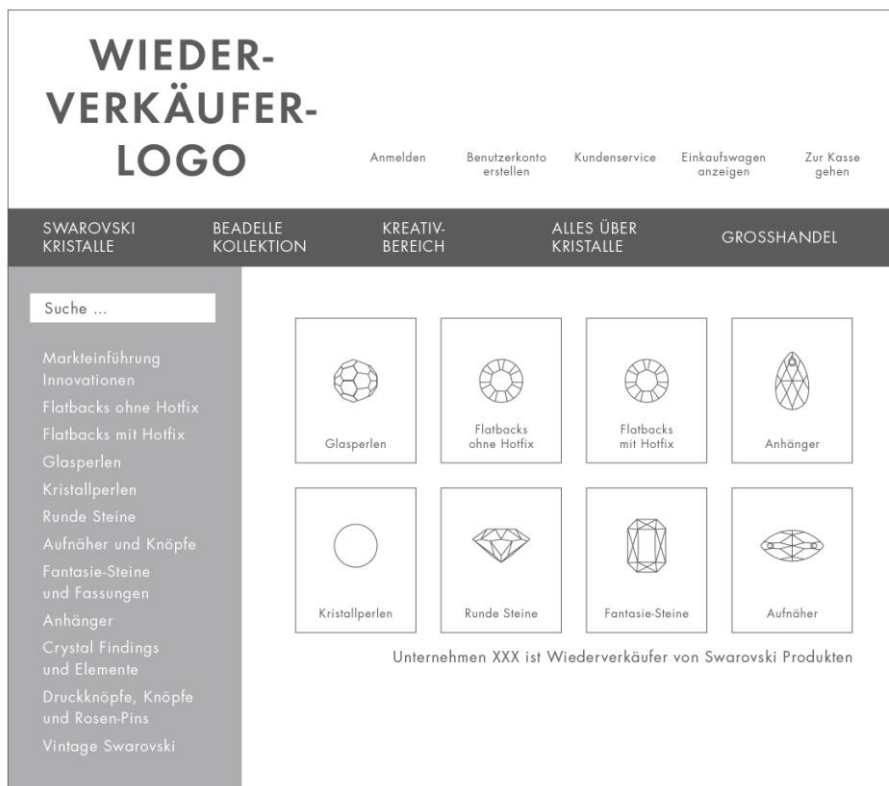 WIEDER-
VERKÄUFER-
LOGO
Anmelden
Benutzerkonto
erstellen
Kundenservice
Einkaufswagen
anzeigen
Zur Kasse
gehen
SWAROVSKI
KRISTALLE
BEADELLE
KOLLEKTION
KREATIV-
BEREICH
ALLES ÜBER
KRISTALLE
GROSSHANDEL
Suche ...
Markteinführung
Innovationen
Flatbacks ohne Hotfix
Flatbacks mit Hotfix
Glasperlen
Kristallperlen
Runde Steine
Aufnäher und Knöpfe
Fantasie-Steine
und Fassungen
Anhänger
Crystal Findings
und Elemente
Druckknöpfe, Knöpfe
und Rosen-Pins
Vintage Swarovski
Glasperlen
Flatbacks
ohne Hotfix
Flatbacks
mit Hotfix
Anhänger
Kristallperlen
Runde Steine
Fantasie-Steine
Aufnäher
Unternehmen XXX ist Wiederverkäufer von Swarovski Produkten